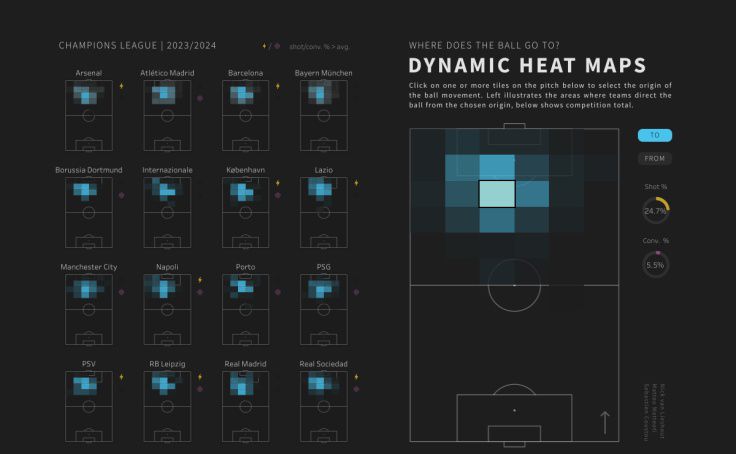 CHAMPIONS LEAGUE | 2023/2024
/ shot/conv. % > avg.
Arsenal Atlético Madrid Barcelona Bayern München
Borussia Dortmund Internazionale København Lazio
Manchester City Napoli Porto PSG
PSV RB Leipzig Real Madrid Real Sociedad
WHERE DOES THE BALL GO TO?
DYNAMIC HEAT MAPS
Click on one or more tiles on the pitch below to select the origin of
the ball movement. Left illustrates the areas where teams direct the
ball from the chosen origin, below shows competition total.
TO
FROM
Shot %
24.7%
Conv. %
5.5%
Nick van Lieshout